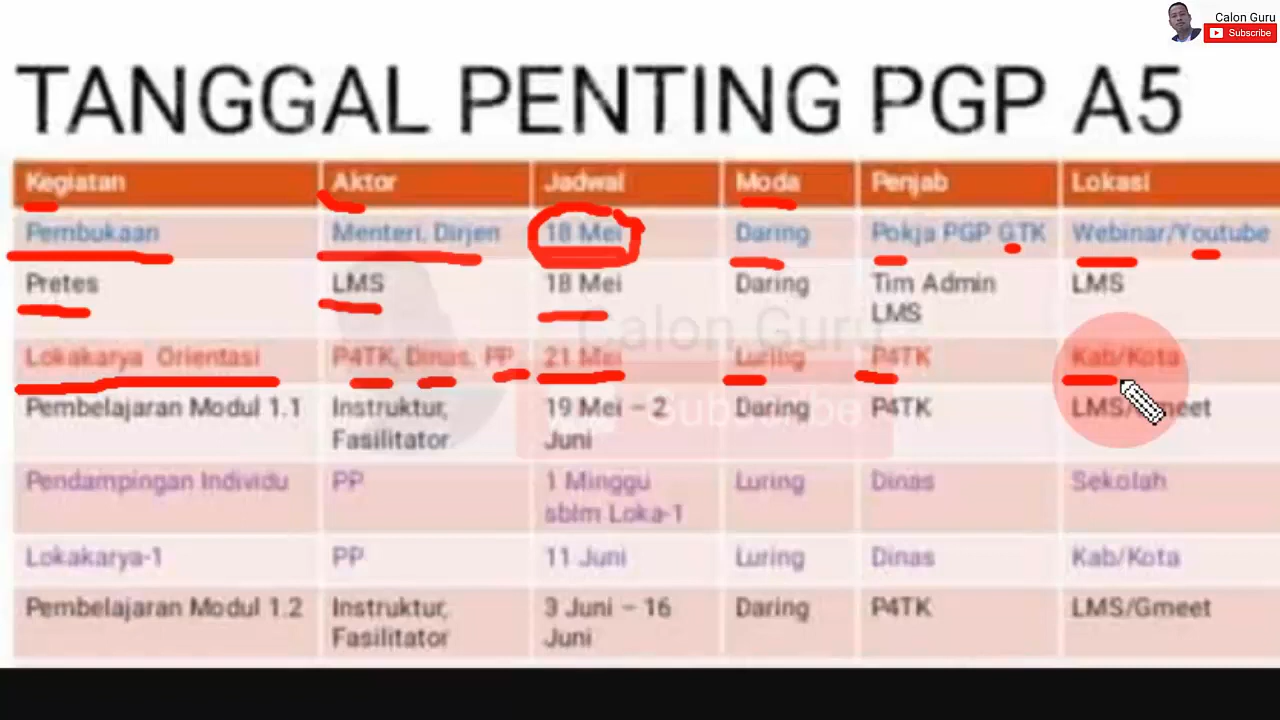 Calon Guru
Subscribe
TANGGAL PENTING PGP A5
Kegiatan Aktor Jadwal Moda Penjab Lokasi
Pembukaan Menteri, Dirjen 18 Mei Daring Pokja PGP GTK Webinar/Youtube
Pretes LMS 18 Mei Daring Tim Admin LMS
LMS
Calon Guru
Lokakarya Orientasi P4TK, Dinas, PP 21 Mei Luring P4TK Kab/Kota
Pembelajaran Modul 1.1 Instruktur, 19 Mei – 2 Daring P4TK LMS/Gmeet
Subscribe
Fasilitator Juni
Pendampingan Individu PP 1 Minggu Luring Dinas Sekolah
sblm Loka-1
Lokakarya-1 PP 11 Juni Luring Dinas Kab/Kota
Pembelajaran Modul 1.2 Instruktur, 3 Juni – 16 Daring P4TK LMS/Gmeet
Fasilitator Juni